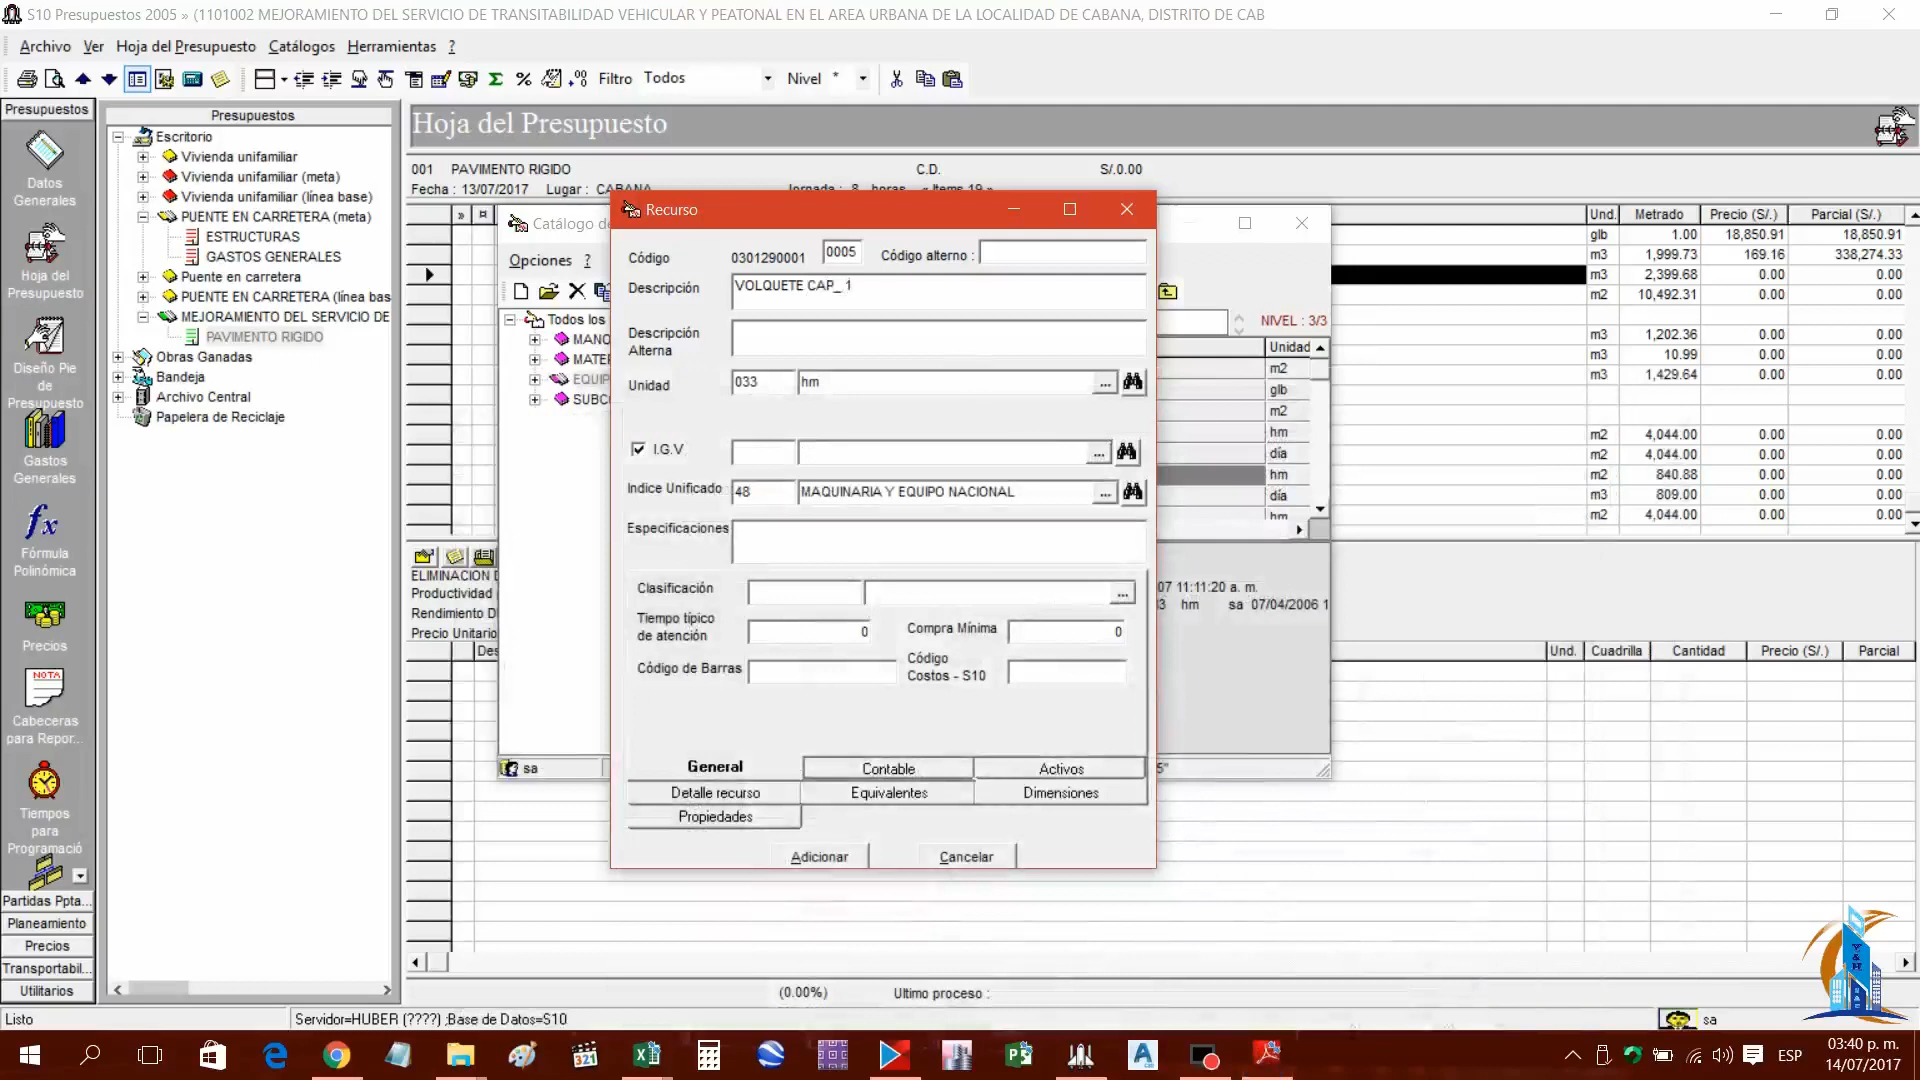 S10 Presupuestos 2005 » (1101002 MEJORAMIENTO DEL SERVICIO DE TRANSITABILIDAD VEHICULAR Y PEATONAL EN EL AREA URBANA DE LA LOCALIDAD DE CABANA, DISTRITO DE CAB
Archivo Ver Hoja del Presupuesto Catálogos Herramientas ?
Filtro Todos Nivel *
Presupuestos
Datos
Generales
Hoja del
Presupuesto
Diseño Pie
de
Presupuesto
Gastos
Generales
Fórmula
Polinómica
Precios
NOTA
Cabeceras
para Repor...
Tiempos
para
Programació
Partidas Ppta...
Planeamiento
Precios
Transportabil...
Utilitarios
Presupuestos
Escritorio
Vivienda unifamiliar
Vivienda unifamiliar (meta)
Vivienda unifamiliar (línea base)
PUENTE EN CARRETERA (meta)
ESTRUCTURAS
GASTOS GENERALES
Puente en carretera
PUENTE EN CARRETERA (línea bas
MEJORAMIENTO DEL SERVICIO DE
PAVIMENTO RIGIDO
Obras Ganadas
Bandeja
Archivo Central
Papelera de Reciclaje
Hoja del Presupuesto
001 PAVIMENTO RIGIDO C.D. S/.0.00
Fecha : 13/07/2017 Lugar : CABANA Jornada : 8 horas « Items 19 »
Und. Metrado Precio (S/.) Parcial (S/.)
glb 1.00 18,850.91 18,850.91
m3 1,999.73 169.16 338,274.33
m3 2,399.68 0.00 0.00
m2 10,492.31 0.00 0.00
m3 1,202.36 0.00 0.00
m3 10.99 0.00 0.00
m3 1,429.64 0.00 0.00
m2 4,044.00 0.00 0.00
m2 4,044.00 0.00 0.00
m2 840.88 0.00 0.00
m3 809.00 0.00 0.00
m2 4,044.00 0.00 0.00
Catálogo de
Opciones ?
Todos los
MANO
MATE
EQUIP
SUBC
NIVEL : 3/3
Unidad
m2
glb
m2
hm
día
hm
día
hm
sa
5"
Recurso
Código 0301290001 0005 Código alterno :
Descripción VOLQUETE CAP_ 1
Descripción
Alterna
Unidad 033 hm ...
I.G.V ...
Indice Unificado 48 MAQUINARIA Y EQUIPO NACIONAL ...
Especificaciones
Clasificación ...
Tiempo típico
de atención 0 Compra Mínima 0
Código de Barras Código
Costos - S10
General Contable Activos
Detalle recurso Equivalentes Dimensiones
Propiedades
Adicionar Cancelar
ELIMINACION D
Productividad
Rendimiento D
Precio Unitario
07 11:11:20 a. m.
3 hm sa 07/04/2006 1
Des Und. Cuadrilla Cantidad Precio (S/.) Parcial
(0.00%) Ultimo proceso :
Listo Servidor=HUBER (????) ;Base de Datos=S10 sa
ESP 03:40 p. m.
14/07/2017